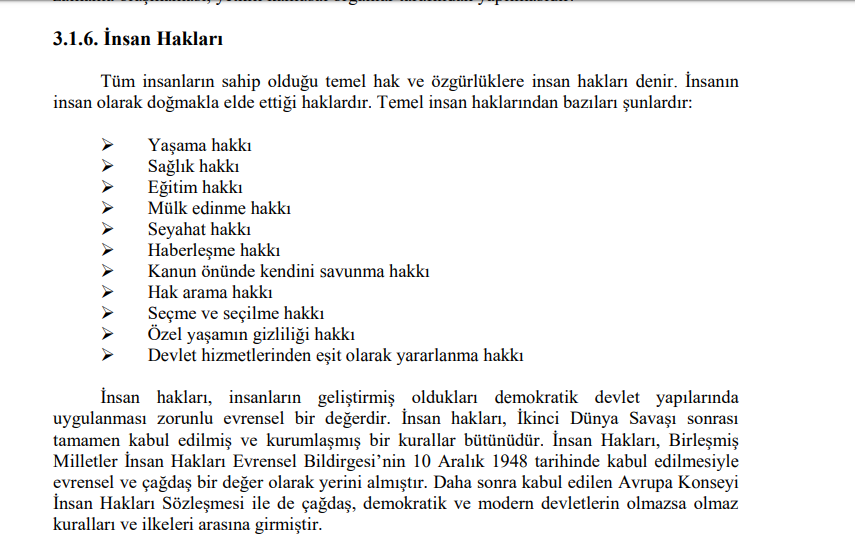 3.1.6. İnsan Hakları
Tüm insanların sahip olduğu temel hak ve özgürlüklere insan hakları denir. İnsanın
insan olarak doğmakla elde ettiği haklardır. Temel insan haklarından bazıları şunlardır:
➢ Yaşama hakkı
➢ Sağlık hakkı
➢ Eğitim hakkı
➢ Mülk edinme hakkı
➢ Seyahat hakkı
➢ Haberleşme hakkı
➢ Kanun önünde kendini savunma hakkı
➢ Hak arama hakkı
➢ Seçme ve seçilme hakkı
➢ Özel yaşamın gizliliği hakkı
➢ Devlet hizmetlerinden eşit olarak yararlanma hakkı
İnsan hakları, insanların geliştirmiş oldukları demokratik devlet yapılarında
uygulanması zorunlu evrensel bir değerdir. İnsan hakları, İkinci Dünya Savaşı sonrası
tamamen kabul edilmiş ve kurumlaşmış bir kurallar bütünüdür. İnsan Hakları, Birleşmiş
Milletler İnsan Hakları Evrensel Bildirgesi’nin 10 Aralık 1948 tarihinde kabul edilmesiyle
evrensel ve çağdaş bir değer olarak yerini almıştır. Daha sonra kabul edilen Avrupa Konseyi
İnsan Hakları Sözleşmesi ile de çağdaş, demokratik ve modern devletlerin olmazsa olmaz
kuralları ve ilkeleri arasına girmiştir.